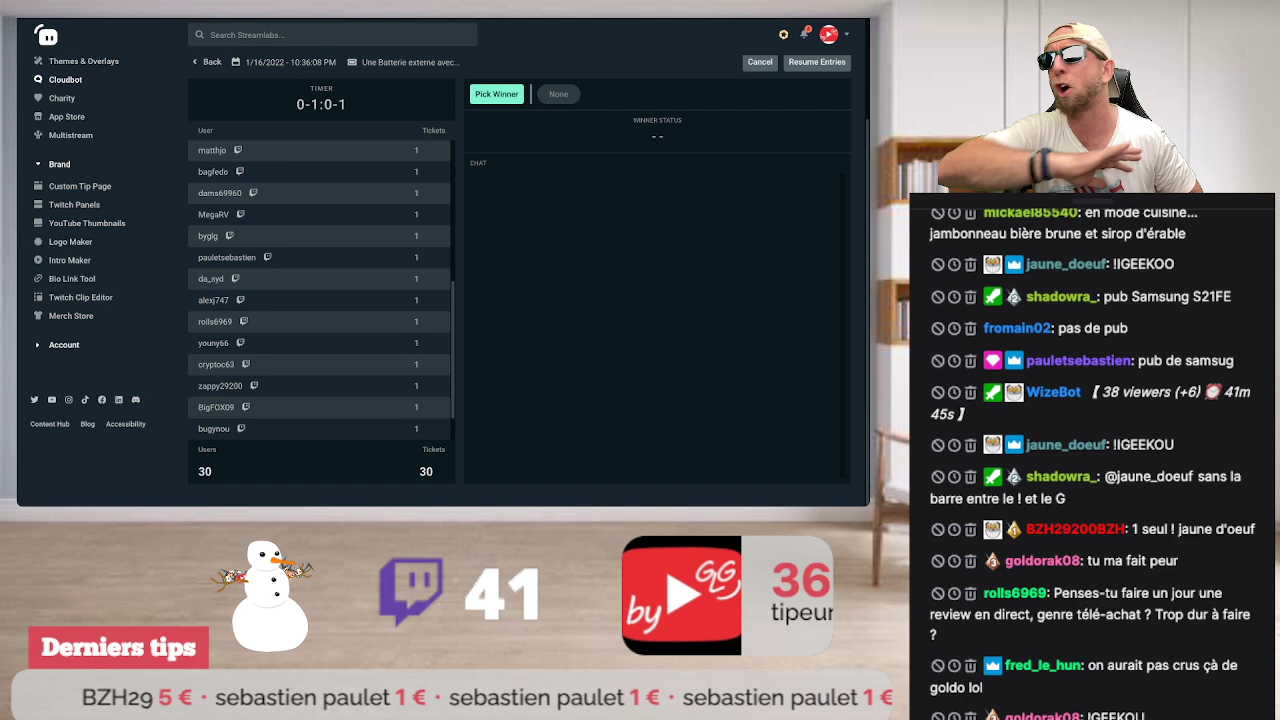 Search Streamlabs...
Themes & Overlays
Cloudbot
Charity
App Store
Multistream
Brand
Custom Tip Page
Twitch Panels
YouTube Thumbnails
Logo Maker
Intro Maker
Bio Link Tool
Twitch Clip Editor
Merch Store
Account
Content Hub Blog Accessibility
Back 1/16/2022 - 10:36:08 PM Une Batterie externe avec...
Cancel Resume Entries
TIMER
0-1:0-1
User Tickets
matthjo 1
bagfedo 1
dams69960 1
MegaRV 1
byglg 1
pauletsebastien 1
da_syd 1
alexj747 1
rolls6969 1
youny66 1
cryptoc63 1
zappy29200 1
BigFOX09 1
bugynou 1
Users Tickets
30 30
Pick Winner None
WINNER STATUS
--
CHAT
mickael85540: en mode cuisine...
jambonneau bière brune et sirop d'érable
jaune_doeuf: !IGEEKOO
shadowra_: pub Samsung S21FE
fromain02: pas de pub
pauletsebastien: pub de samsug
WizeBot 【 38 viewers (+6) ⏰ 41m
45s 】
jaune_doeuf: !IGEEKOU
shadowra_: @jaune_doeuf sans la
barre entre le ! et le G
BZH29200BZH: 1 seul ! jaune d'oeuf
goldorak08: tu ma fait peur
rolls6969: Penses-tu faire un jour une
review en direct, genre télé-achat ? Trop dur à faire
?
fred_le_hun: on aurait pas crus çà de
goldo lol
goldorak08: !GEEKOU
41
by GLG
36
tipeur
Derniers tips
BZH29 5 € · sebastien paulet 1 € · sebastien paulet 1 € · sebastien paulet 1 €